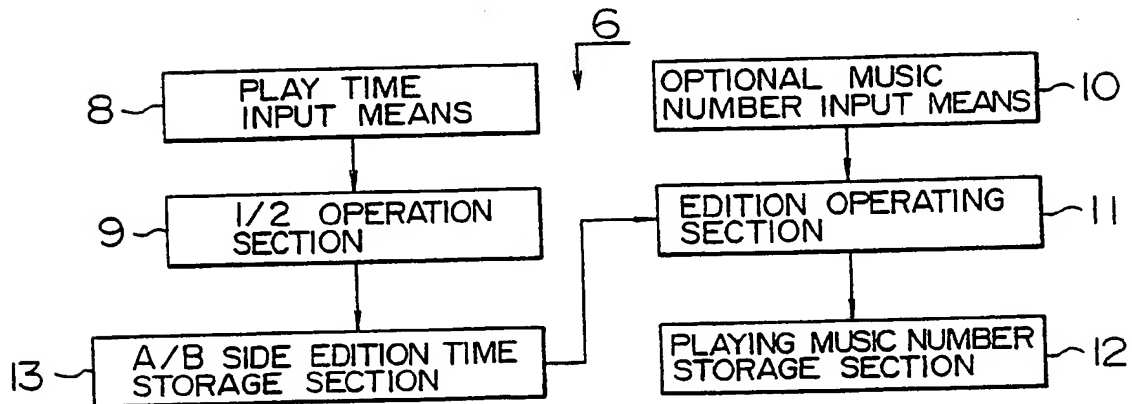 6
8
PLAY TIME
INPUT MEANS
9
1/2 OPERATION
SECTION
13
A/B SIDE EDITION TIME
STORAGE SECTION
OPTIONAL MUSIC
NUMBER INPUT MEANS
10
EDITION OPERATING
SECTION
11
PLAYING MUSIC NUMBER
STORAGE SECTION
12